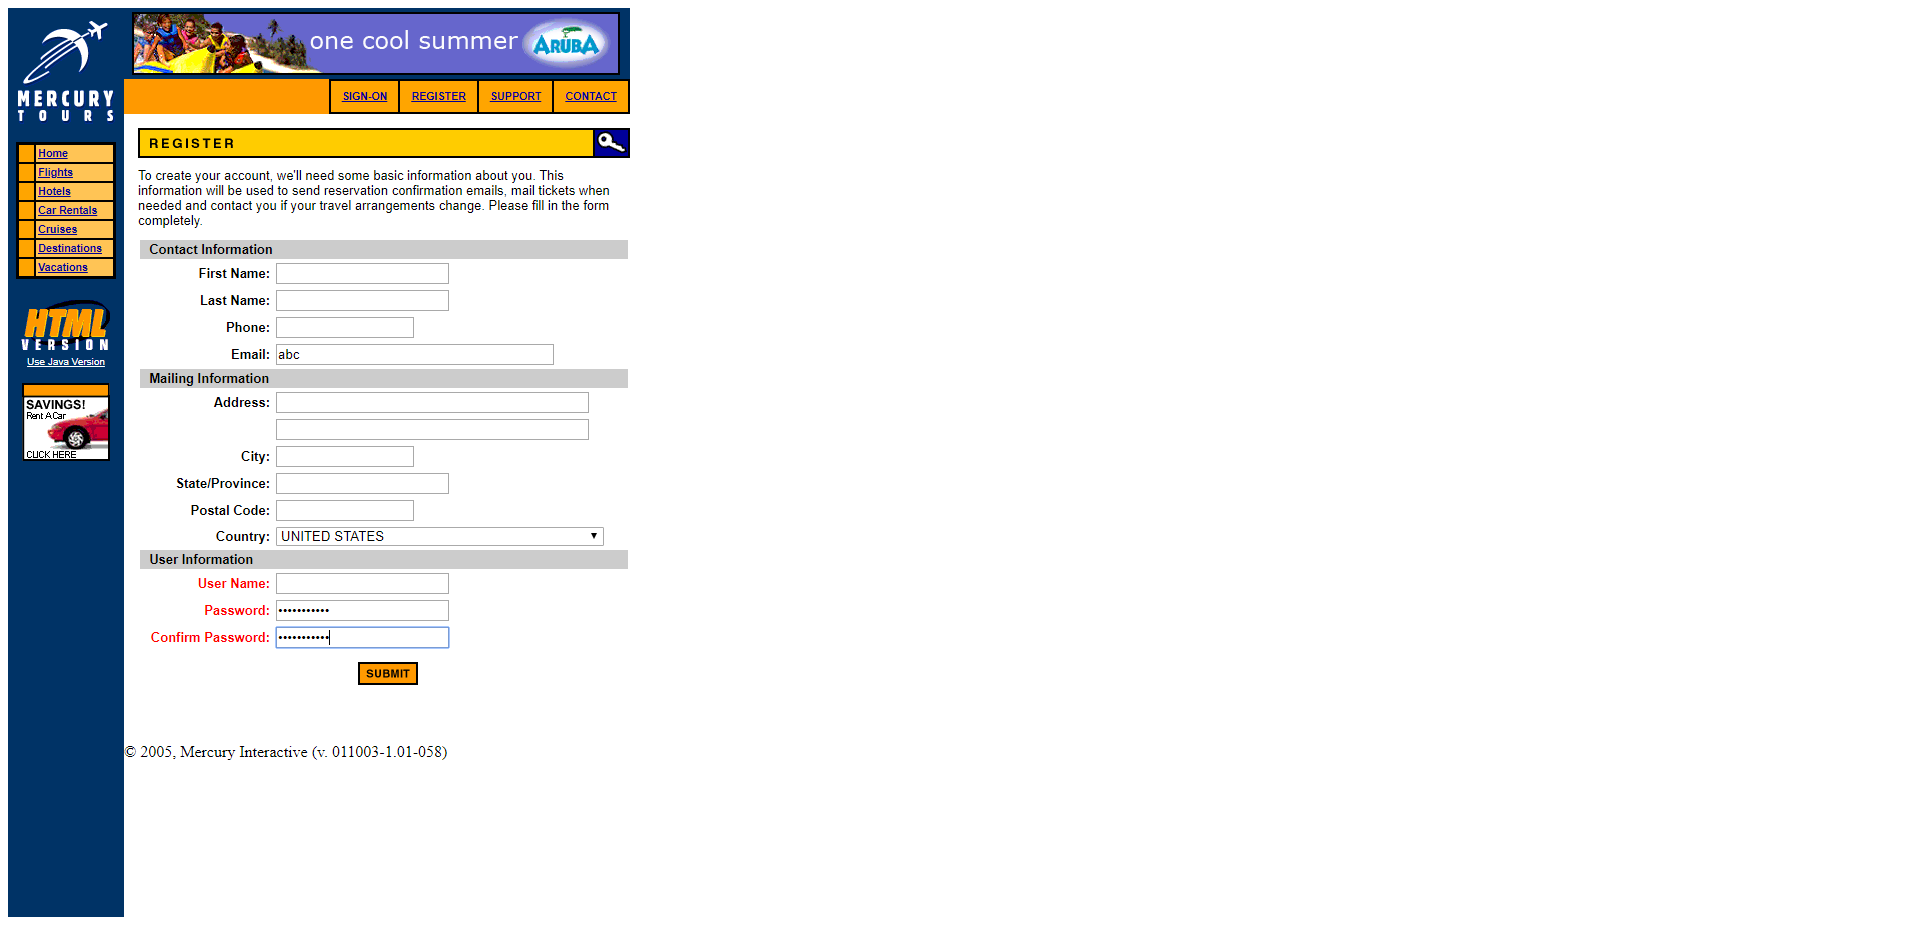 MERCURY
TOURS
one cool summer
ARUBA
SIGN-ON
REGISTER
SUPPORT
CONTACT
REGISTER
Home
Flights
Hotels
Car Rentals
Cruises
Destinations
Vacations
HTML
VERSION
Use Java Version
SAVINGS!
Rent A Car
CLICK HERE
To create your account, we'll need some basic information about you. This
information will be used to send reservation confirmation emails, mail tickets when
needed and contact you if your travel arrangements change. Please fill in the form
completely.
Contact Information
First Name:
Last Name:
Phone:
Email: abc
Mailing Information
Address:
City:
State/Province:
Postal Code:
Country: UNITED STATES
User Information
User Name:
Password: •••••••••••
Confirm Password: •••••••••••
SUBMIT
© 2005, Mercury Interactive (v. 011003-1.01-058)